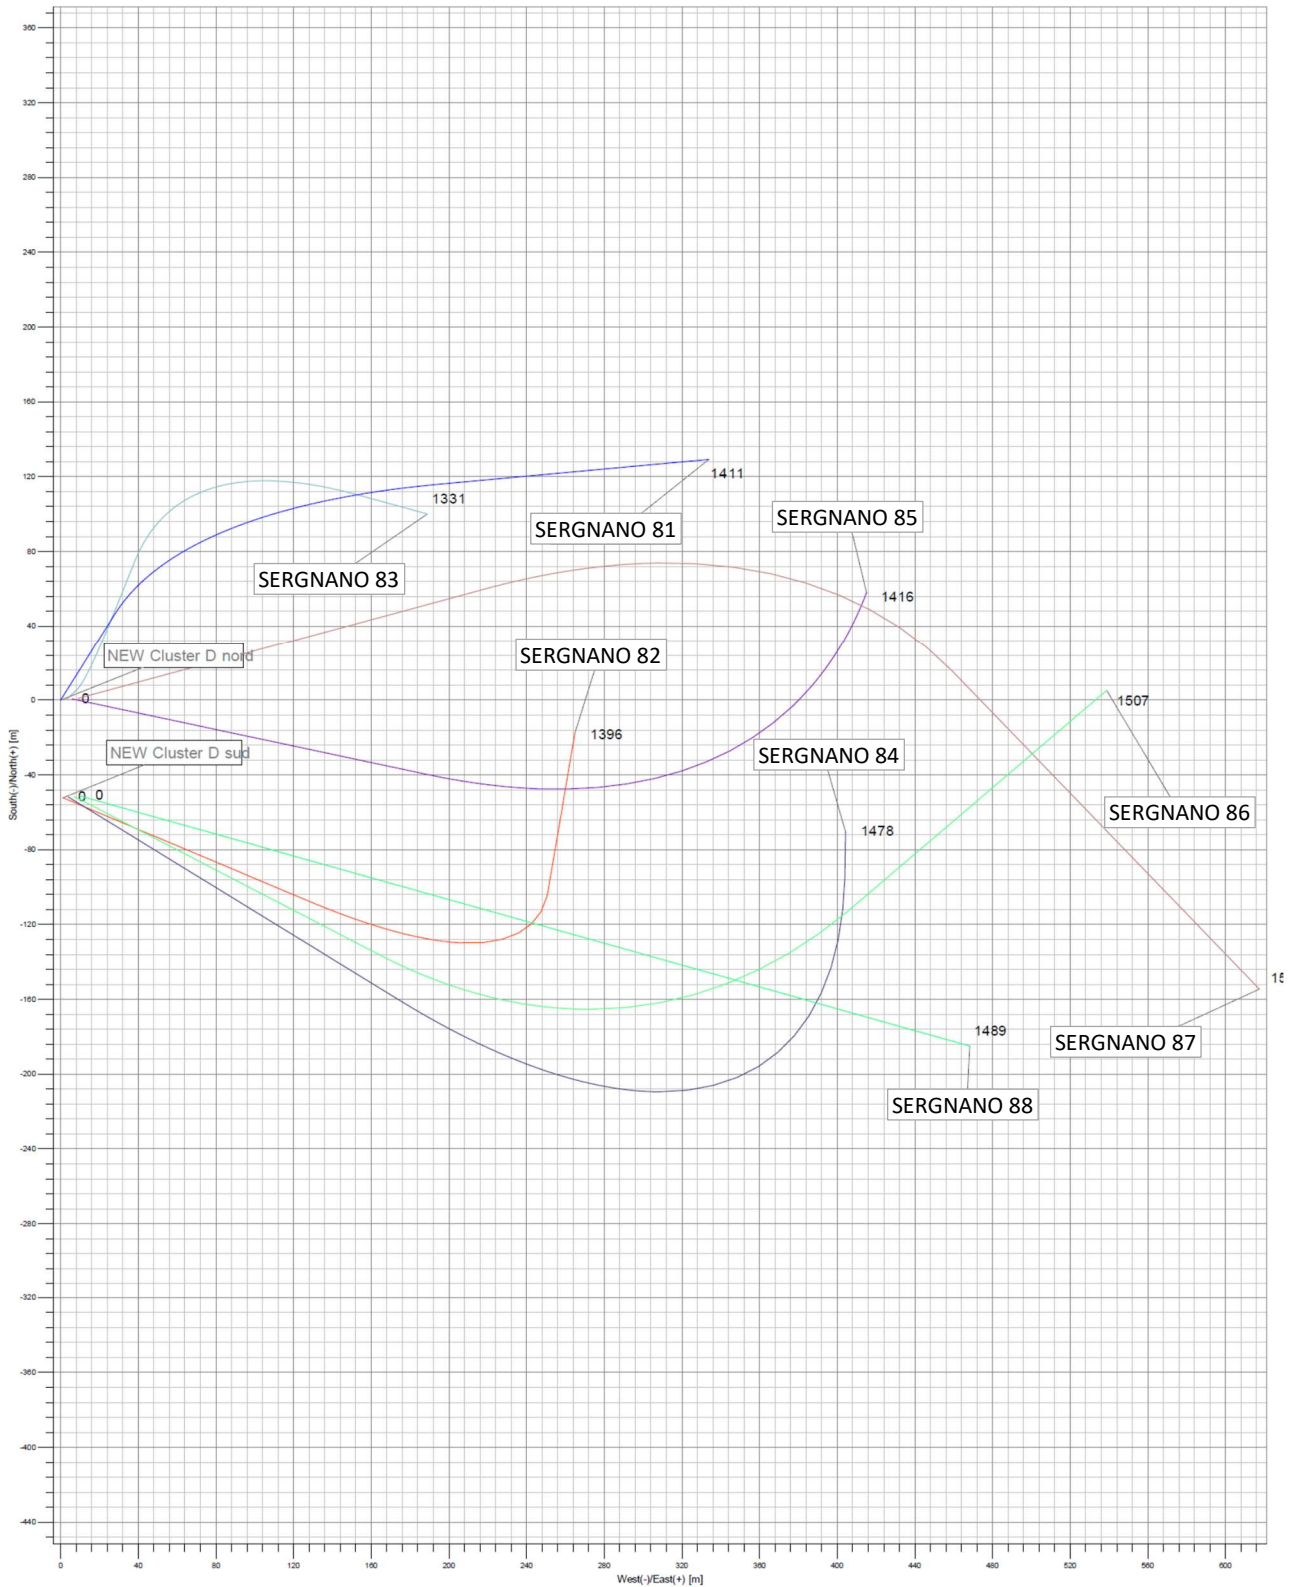 360
320
280
240
200
160
120
80
40
0
-40
-80
-120
-160
-200
-240
-280
-320
-360
-400
-440
South(-)/North(+) [m]
1411
1331
SERGNANO 81
SERGNANO 85
SERGNANO 83
1416
SERGNANO 82
NEW Cluster D nord
0
1507
1396
NEW Cluster D sud
SERGNANO 84
0 0
SERGNANO 86
1478
1489
SERGNANO 87
SERGNANO 88
0 40 80 120 160 200 240 280 320 360 400 440 480 520 560 600
West(-)/East(+) [m]